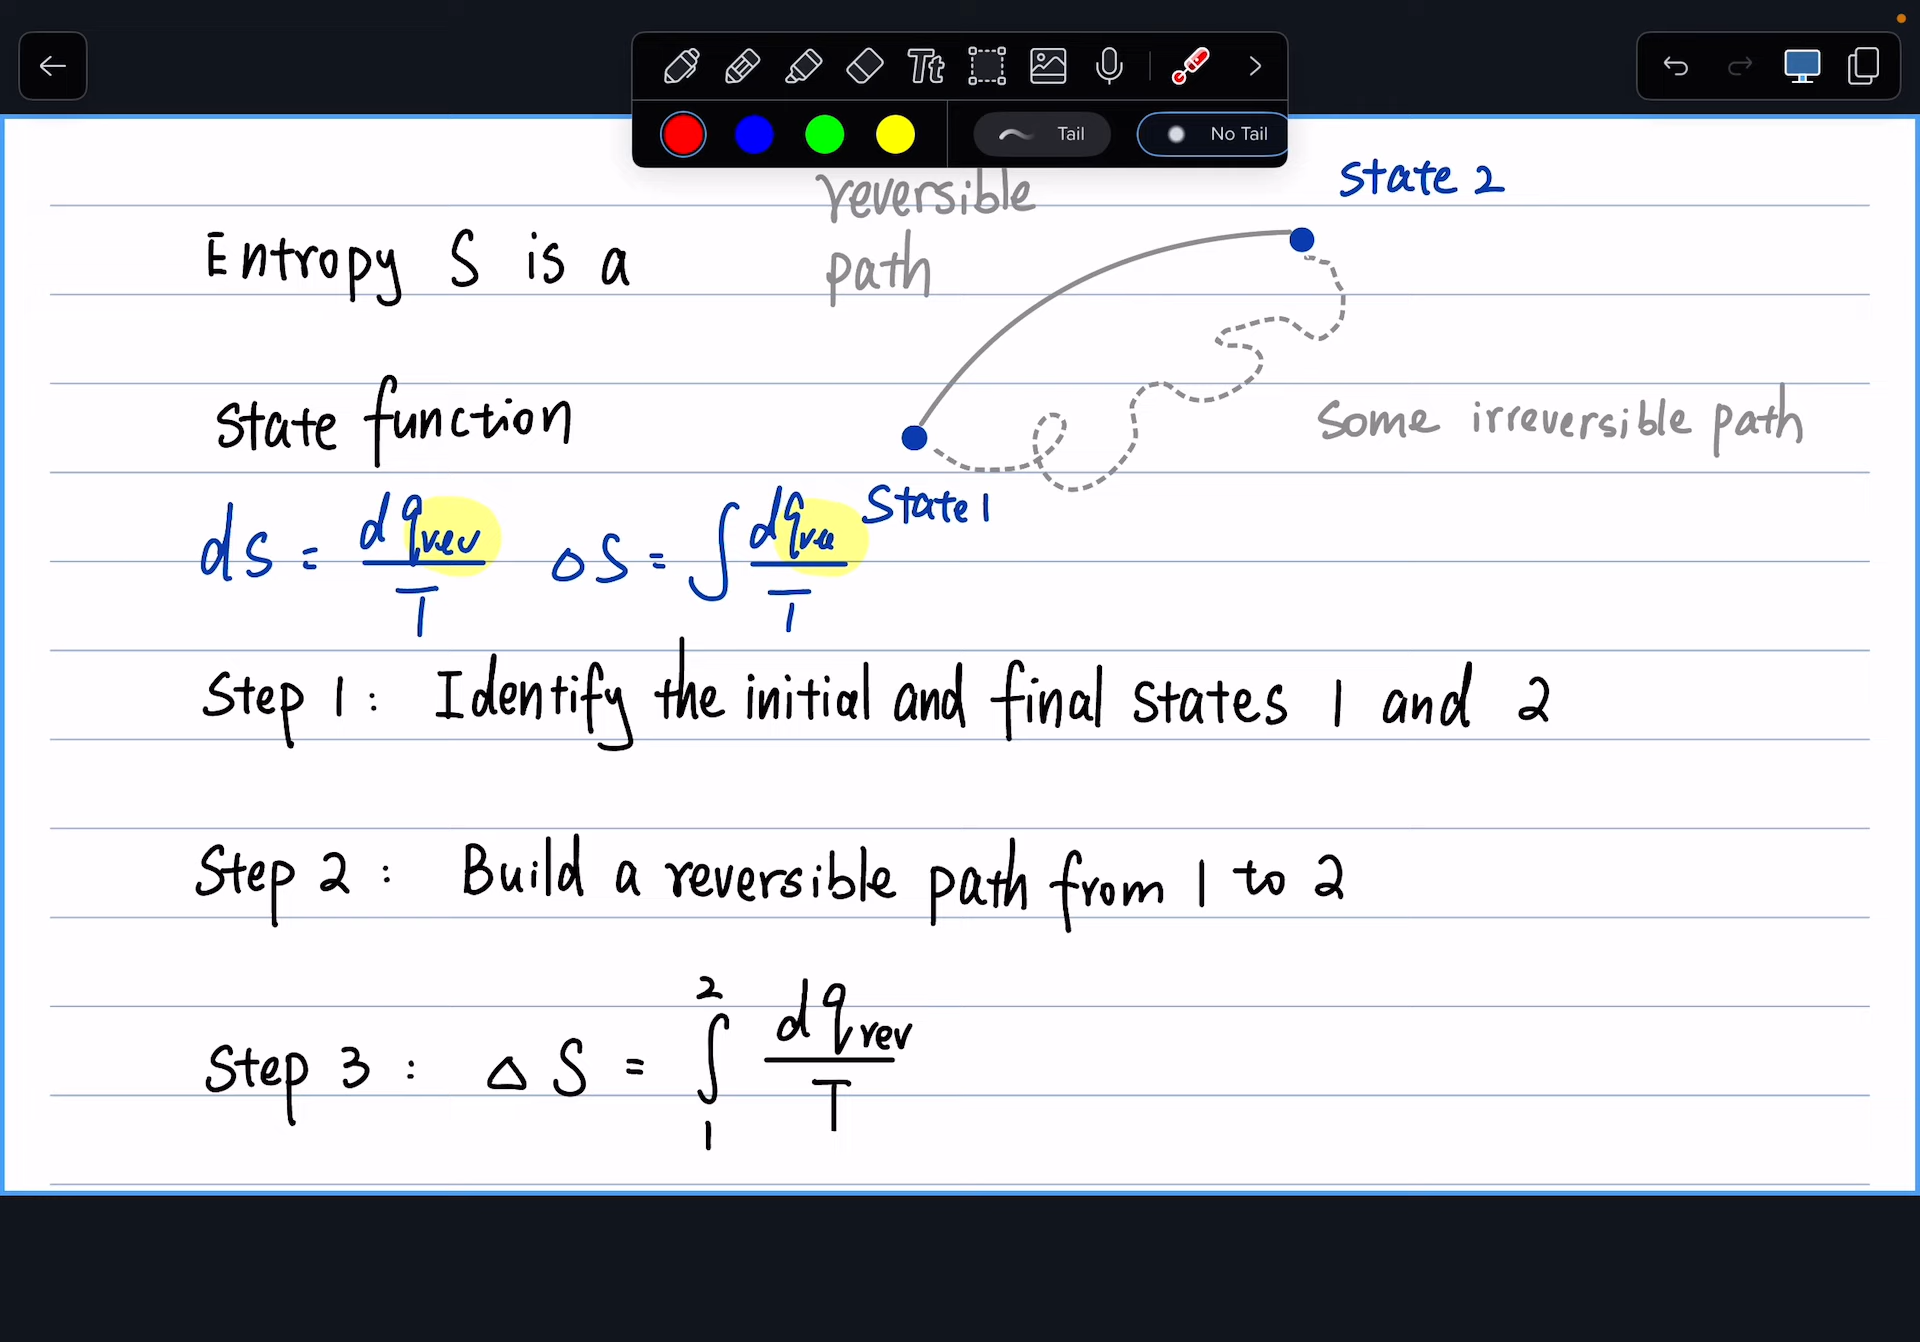 Tt
Tail
No Tail
reversible
path
State 2
Entropy S is a
State function
Some irreversible path
State 1
dS = dqrev / T ΔS = ∫ dqrev / T
Step 1 : Identify the initial and final states 1 and 2
Step 2 : Build a reversible path from 1 to 2
Step 3 : Δ S = ∫₁² dqrev / T